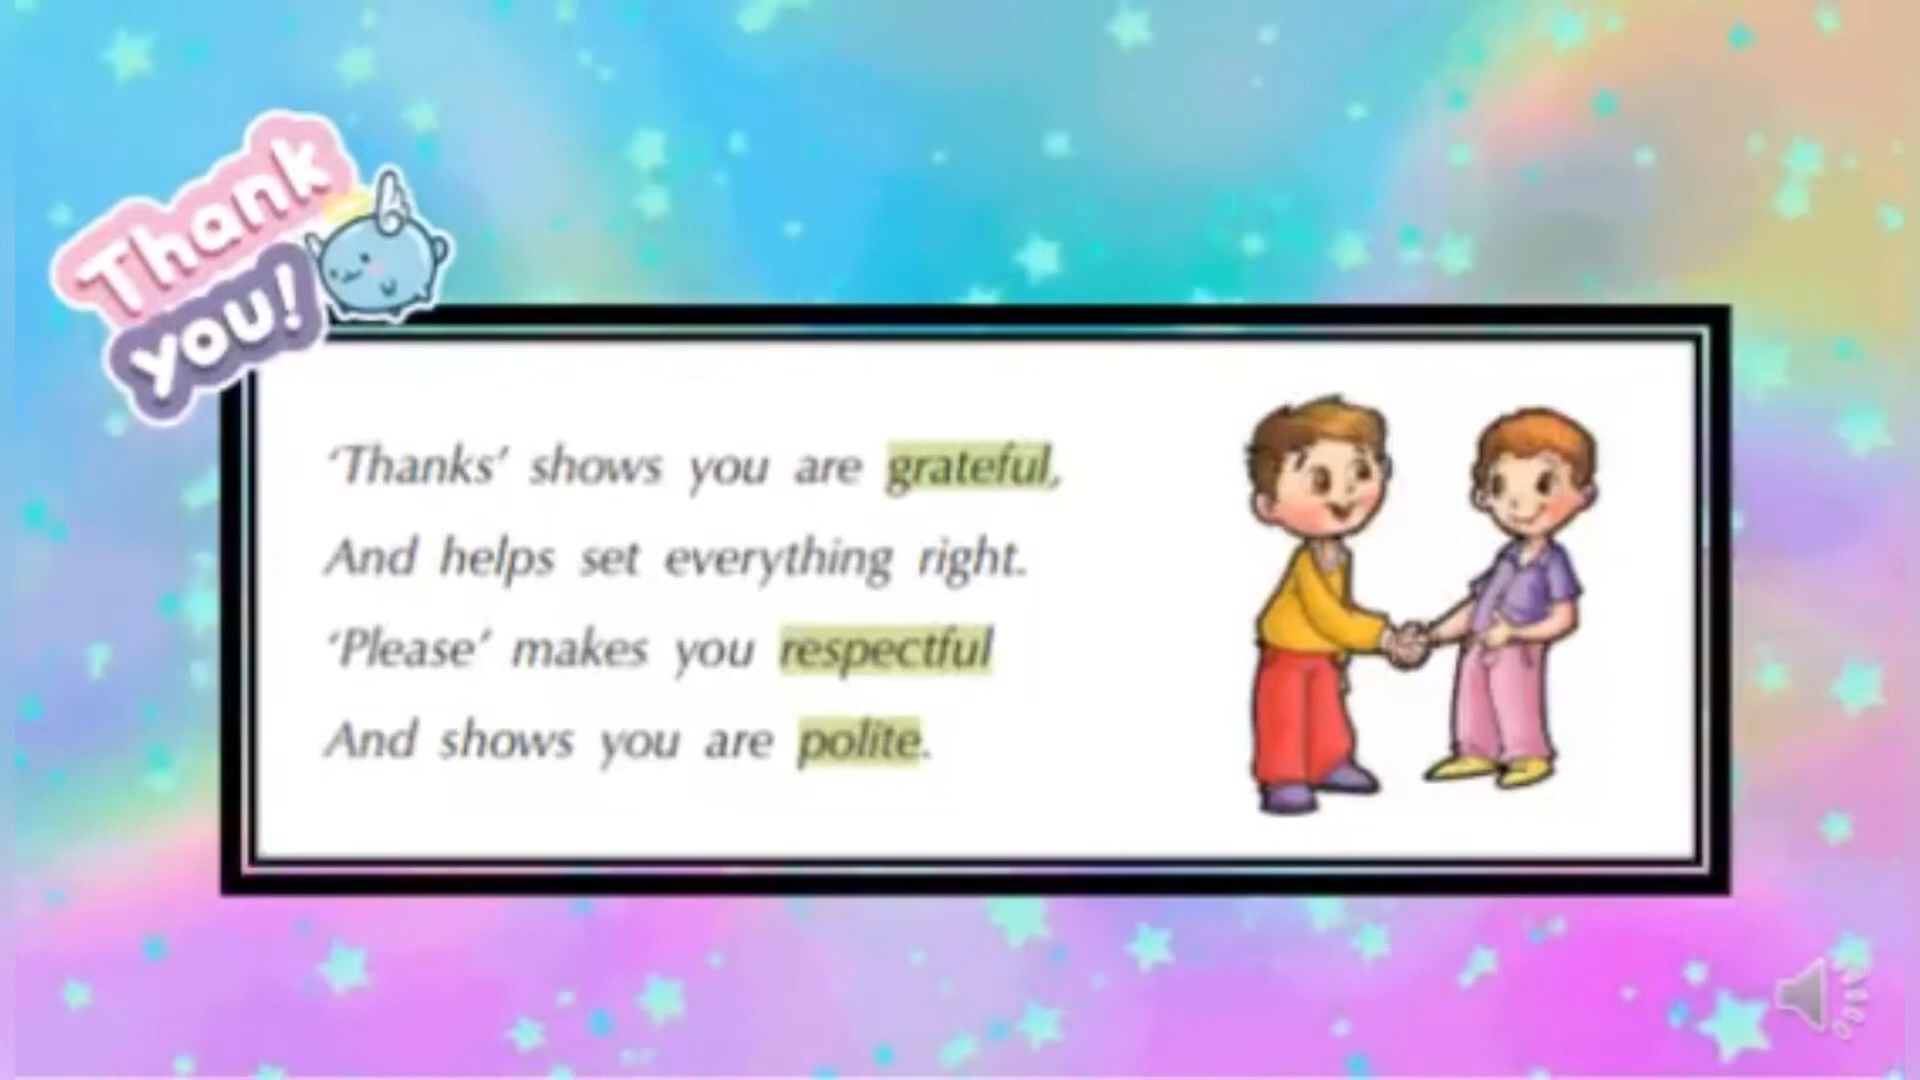 Thank
you!
‘Thanks’ shows you are grateful,
And helps set everything right.
‘Please’ makes you respectful
And shows you are polite.